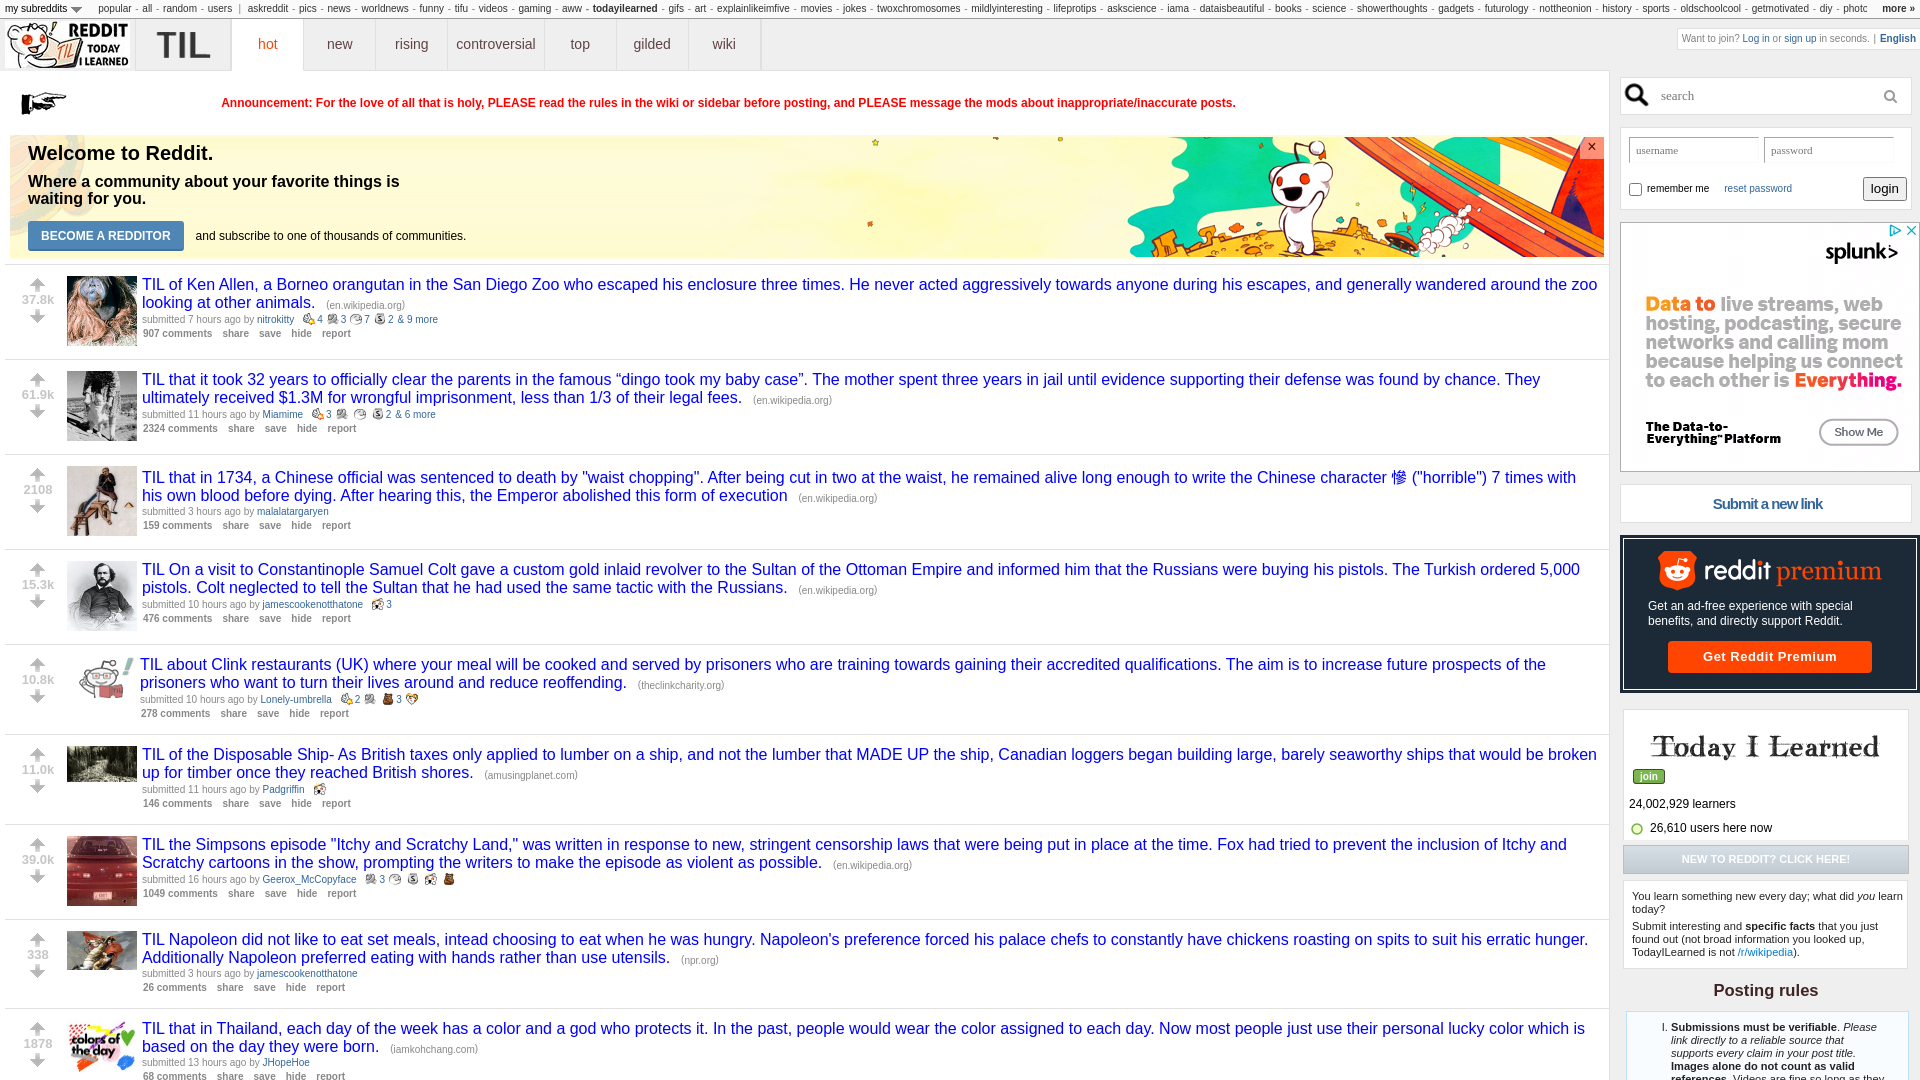 my subreddits popular - all - random - users | askreddit - pics - news - worldnews - funny - tifu - videos - gaming - aww - todayilearned - gifs - art - explainlikeimfive - movies - jokes - twoxchromosomes - mildlyinteresting - lifeprotips - askscience - iama - dataisbeautiful - books - science - showerthoughts - gadgets - futurology - nottheonion - history - sports - oldschoolcool - getmotivated - diy - photc more »
REDDIT
TODAY
I LEARNED
TIL
TIL hot new rising controversial top gilded wiki
Want to join? Log in or sign up in seconds. | English
Announcement: For the love of all that is holy, PLEASE read the rules in the wiki or sidebar before posting, and PLEASE message the mods about inappropriate/inaccurate posts.
Welcome to Reddit.
Where a community about your favorite things is
waiting for you.
BECOME A REDDITOR and subscribe to one of thousands of communities.
×
37.8k
TIL of Ken Allen, a Borneo orangutan in the San Diego Zoo who escaped his enclosure three times. He never acted aggressively towards anyone during his escapes, and generally wandered around the zoo
looking at other animals. (en.wikipedia.org)
submitted 7 hours ago by nitrokitty 4 3 7 2 & 9 more
907 comments share save hide report
61.9k
TIL that it took 32 years to officially clear the parents in the famous “dingo took my baby case”. The mother spent three years in jail until evidence supporting their defense was found by chance. They
ultimately received $1.3M for wrongful imprisonment, less than 1/3 of their legal fees. (en.wikipedia.org)
submitted 11 hours ago by Miamime 3 2 & 6 more
2324 comments share save hide report
2108
TIL that in 1734, a Chinese official was sentenced to death by "waist chopping". After being cut in two at the waist, he remained alive long enough to write the Chinese character 慘 ("horrible") 7 times with
his own blood before dying. After hearing this, the Emperor abolished this form of execution (en.wikipedia.org)
submitted 3 hours ago by malalatargaryen
159 comments share save hide report
15.3k
TIL On a visit to Constantinople Samuel Colt gave a custom gold inlaid revolver to the Sultan of the Ottoman Empire and informed him that the Russians were buying his pistols. The Turkish ordered 5,000
pistols. Colt neglected to tell the Sultan that he had used the same tactic with the Russians. (en.wikipedia.org)
submitted 10 hours ago by jamescookenotthatone 3
476 comments share save hide report
10.8k
TIL about Clink restaurants (UK) where your meal will be cooked and served by prisoners who are training towards gaining their accredited qualifications. The aim is to increase future prospects of the
prisoners who want to turn their lives around and reduce reoffending. (theclinkcharity.org)
submitted 10 hours ago by Lonely-umbrella 2 3
278 comments share save hide report
11.0k
TIL of the Disposable Ship- As British taxes only applied to lumber on a ship, and not the lumber that MADE UP the ship, Canadian loggers began building large, barely seaworthy ships that would be broken
up for timber once they reached British shores. (amusingplanet.com)
submitted 11 hours ago by Padgriffin
146 comments share save hide report
39.0k
TIL the Simpsons episode "Itchy and Scratchy Land," was written in response to new, stringent censorship laws that were being put in place at the time. Fox had tried to prevent the inclusion of Itchy and
Scratchy cartoons in the show, prompting the writers to make the episode as violent as possible. (en.wikipedia.org)
submitted 16 hours ago by Geerox_McCopyface 3
1049 comments share save hide report
338
TIL Napoleon did not like to eat set meals, intead choosing to eat when he was hungry. Napoleon's preference forced his palace chefs to constantly have chickens roasting on spits to suit his erratic hunger.
Additionally Napoleon preferred eating with hands rather than use utensils. (npr.org)
submitted 3 hours ago by jamescookenotthatone
26 comments share save hide report
1878
colors of
the day
TIL that in Thailand, each day of the week has a color and a god who protects it. In the past, people would wear the color assigned to each day. Now most people just use their personal lucky color which is
based on the day they were born. (iamkohchang.com)
submitted 13 hours ago by JHopeHoe
68 comments share save hide report
search
username password
remember me reset password login
splunk>
Data to live streams, web
hosting, podcasting, secure
networks and calling mom
because helping us connect
to each other is Everything.
The Data-to-
Everything™ Platform
Show Me
Submit a new link
reddit premium
Get an ad-free experience with special
benefits, and directly support Reddit.
Get Reddit Premium
Today I Learned
join
24,002,929 learners
26,610 users here now
NEW TO REDDIT? CLICK HERE!
You learn something new every day; what did you learn
today?
Submit interesting and specific facts that you just
found out (not broad information you looked up,
TodayILearned is not /r/wikipedia).
Posting rules
I. Submissions must be verifiable. Please
link directly to a reliable source that
supports every claim in your post title.
Images alone do not count as valid
references. Videos are fine so long as they